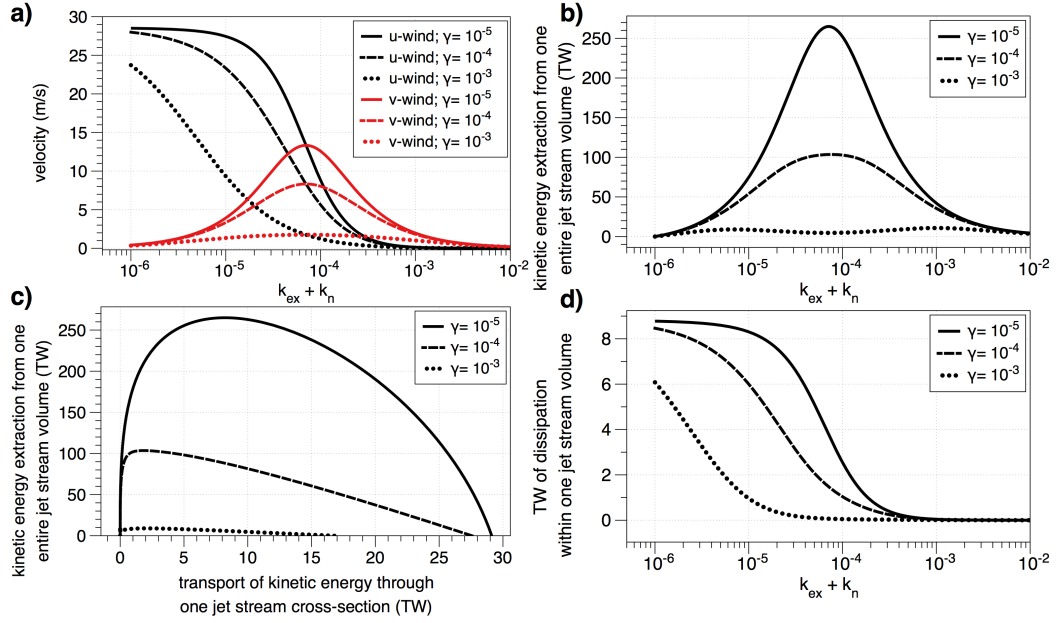 a)
30
25
20
15
10
5
0
velocity (m/s)
u-wind; γ= 10⁻⁵
u-wind; γ= 10⁻⁴
u-wind; γ= 10⁻³
v-wind; γ= 10⁻⁵
v-wind; γ= 10⁻⁴
v-wind; γ= 10⁻³
10⁻⁶ 10⁻⁵ 10⁻⁴ 10⁻³ 10⁻²
kₑₓ + kₙ
b)
250
200
150
100
50
0
kinetic energy extraction from one
entire jet stream volume (TW)
γ= 10⁻⁵
γ= 10⁻⁴
γ= 10⁻³
10⁻⁶ 10⁻⁵ 10⁻⁴ 10⁻³ 10⁻²
kₑₓ + kₙ
c)
250
200
150
100
50
0
kinetic energy extraction from one
entire jet stream volume (TW)
γ= 10⁻⁵
γ= 10⁻⁴
γ= 10⁻³
0 5 10 15 20 25 30
transport of kinetic energy through
one jet stream cross-section (TW)
d)
8
6
4
2
0
TW of dissipation
within one jet stream volume
γ= 10⁻⁵
γ= 10⁻⁴
γ= 10⁻³
10⁻⁶ 10⁻⁵ 10⁻⁴ 10⁻³ 10⁻²
kₑₓ + kₙ